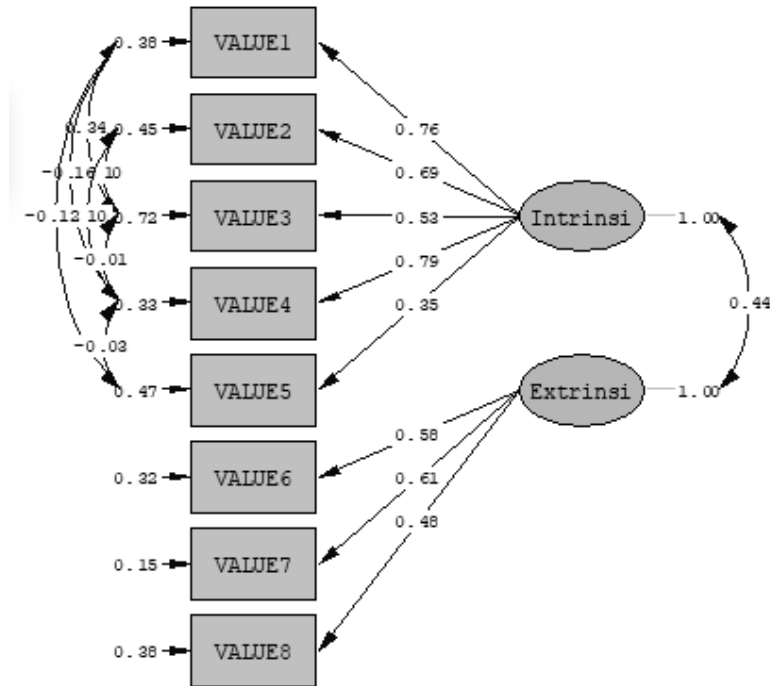 0.38 VALUE1
0.34 0.45 VALUE2 0.76
-0.16 10 0.69
-0.12 10 0.72 VALUE3 0.53 Intrinsi 1.00
-0.01 0.79
0.33 VALUE4 0.35 0.44
-0.03
0.47 VALUE5 Extrinsi 1.00
0.58
0.32 VALUE6 0.61
0.48
0.15 VALUE7
0.38 VALUE8